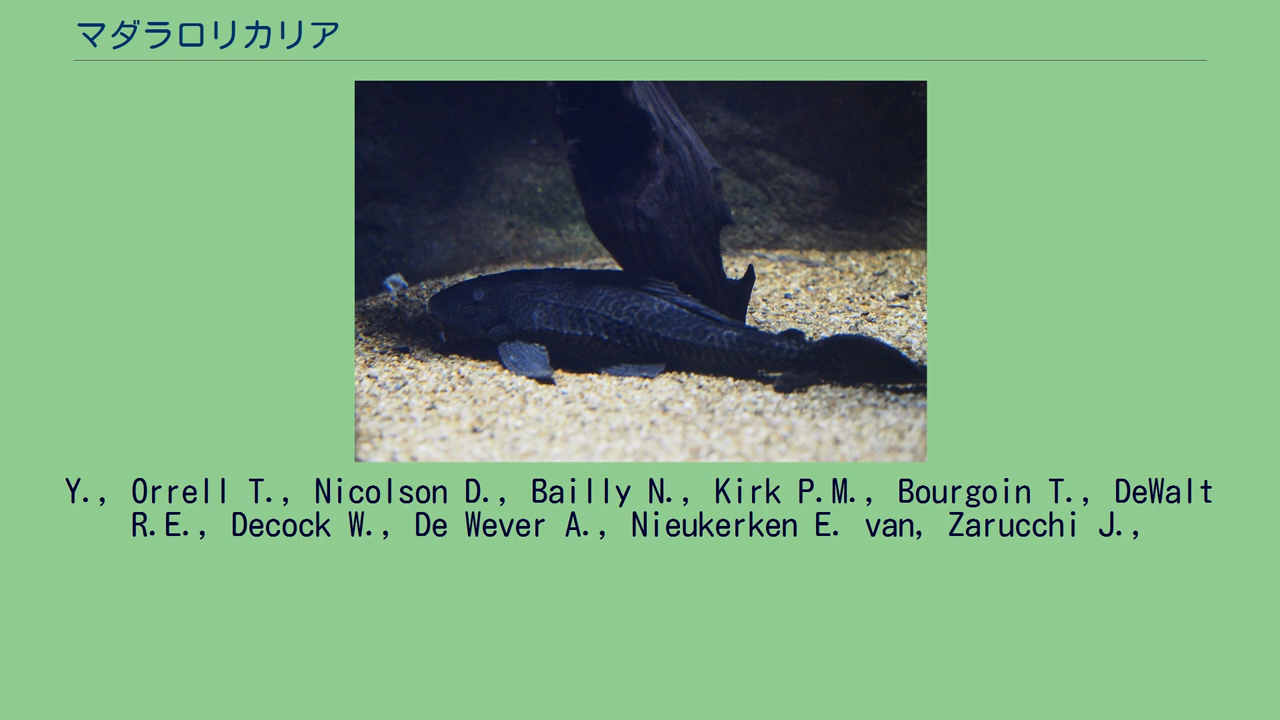 マダラロリカリア
Y., Orrell T., Nicolson D., Bailly N., Kirk P.M., Bourgoin T., DeWalt
R.E., Decock W., De Wever A., Nieukerken E. van, Zarucchi J.,